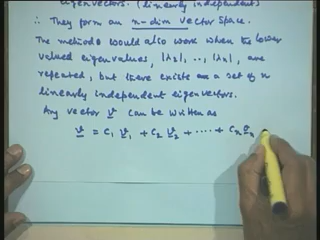 eigenvectors. (linearly independent)
∴ They form an n-dim vector space.
The method would also work when the lower
valued eigenvalues, |λ2|, .., |λn|, are
repeated, but there exists a set of n
linearly independent eigenvectors.
Any vector v can be written as
v = C1 v1 + C2 v2 + ..... + Cn vn